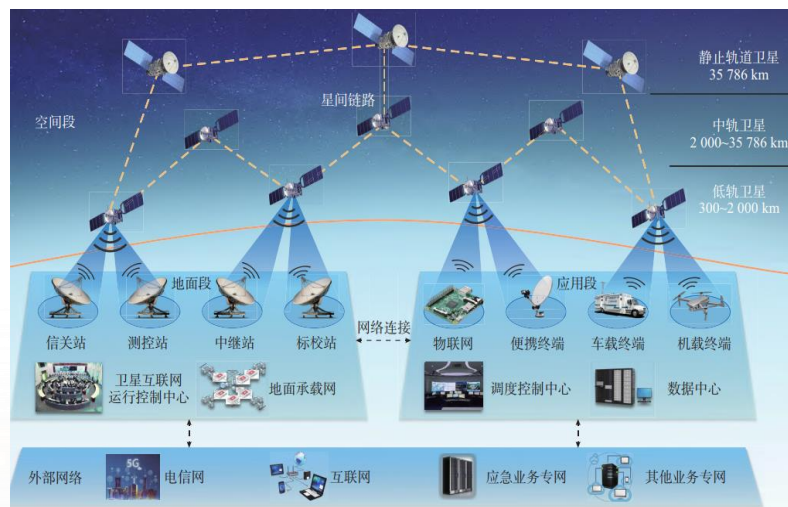 静止轨道卫星
35 786 km
星间链路
空间段
中轨卫星
2 000~35 786 km
低轨卫星
300~2 000 km
地面段
应用段
信关站
测控站
中继站
标校站
网络连接
物联网
便携终端
车载终端
机载终端
卫星互联网
运行控制中心
地面承载网
调度控制中心
数据中心
外部网络
5G
电信网
互联网
应急业务专网
其他业务专网